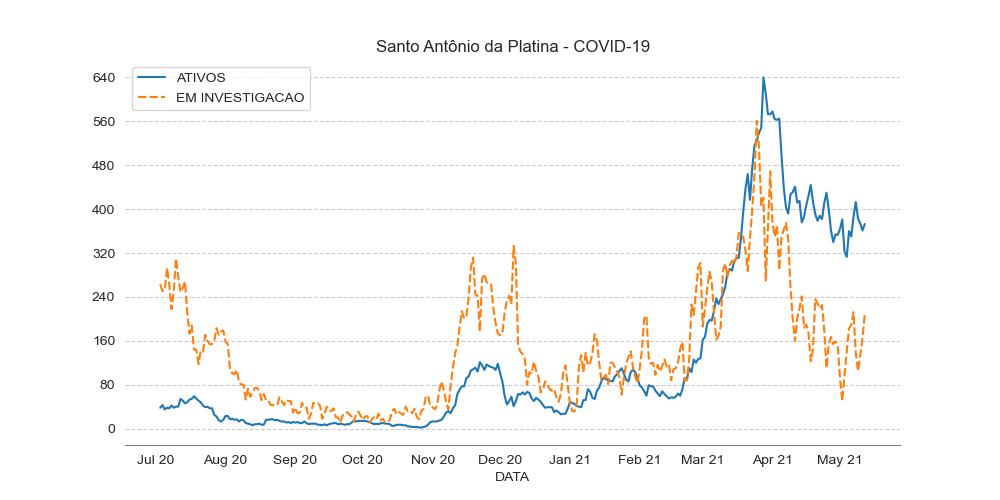 Santo Antônio da Platina - COVID-19
ATIVOS
EM INVESTIGACAO
640
560
480
400
320
240
160
80
0
Jul 20 Aug 20 Sep 20 Oct 20 Nov 20 Dec 20 Jan 21 Feb 21 Mar 21 Apr 21 May 21
DATA